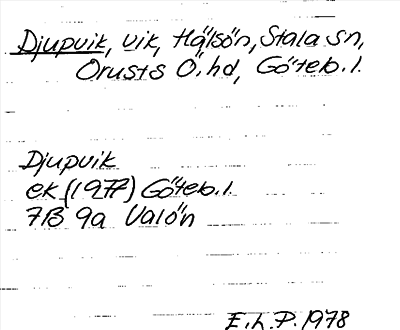 Djupvik, vik, Hälsön, Stala sn,
Orusts Ö. hd, Göteb. l.
Djupvik
ek (1977) Göteb. l.
7B 9a Valön
E. L. P. 1978